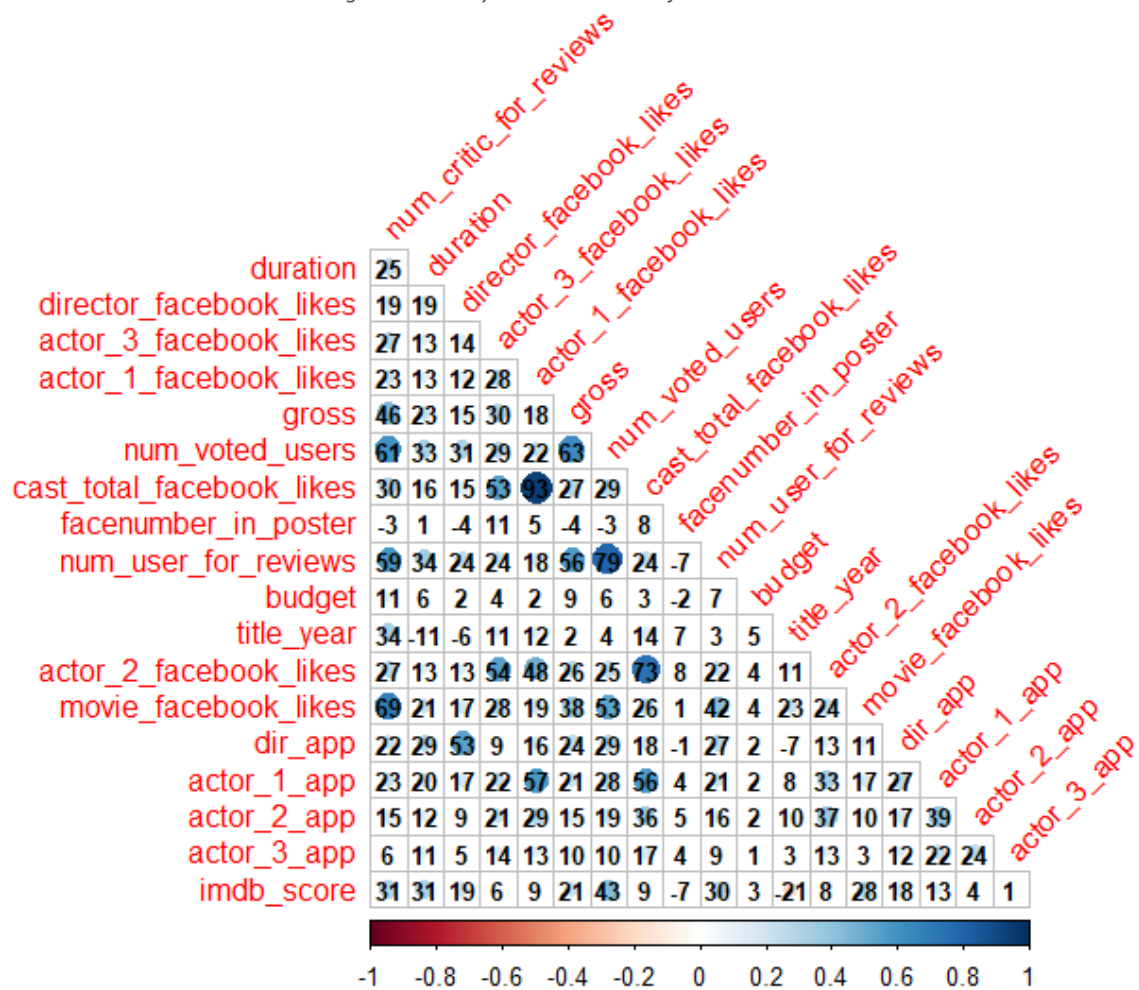 num_critic_for_reviews
duration
director_facebook_likes
actor_3_facebook_likes
actor_1_facebook_likes
gross
num_voted_users
cast_total_facebook_likes
facenumber_in_poster
num_user_for_reviews
budget
title_year
actor_2_facebook_likes
movie_facebook_likes
dir_app
actor_1_app
actor_2_app
actor_3_app
duration 25
director_facebook_likes 19 19
actor_3_facebook_likes 27 13 14
actor_1_facebook_likes 23 13 12 28
gross 46 23 15 30 18
num_voted_users 61 33 31 29 22 63
cast_total_facebook_likes 30 16 15 53 93 27 29
facenumber_in_poster -3 1 -4 11 5 -4 -3 8
num_user_for_reviews 59 34 24 24 18 56 79 24 -7
budget 11 6 2 4 2 9 6 3 -2 7
title_year 34 -11 -6 11 12 2 4 14 7 3 5
actor_2_facebook_likes 27 13 13 54 48 26 25 73 8 22 4 11
movie_facebook_likes 69 21 17 28 19 38 53 26 1 42 4 23 24
dir_app 22 29 53 9 16 24 29 18 -1 27 2 -7 13 11
actor_1_app 23 20 17 22 57 21 28 56 4 21 2 8 33 17 27
actor_2_app 15 12 9 21 29 15 19 36 5 16 2 10 37 10 17 39
actor_3_app 6 11 5 14 13 10 10 17 4 9 1 3 13 3 12 22 24
imdb_score 31 31 19 6 9 21 43 9 -7 30 3 -21 8 28 18 13 4 1
-1 -0.8 -0.6 -0.4 -0.2 0 0.2 0.4 0.6 0.8 1